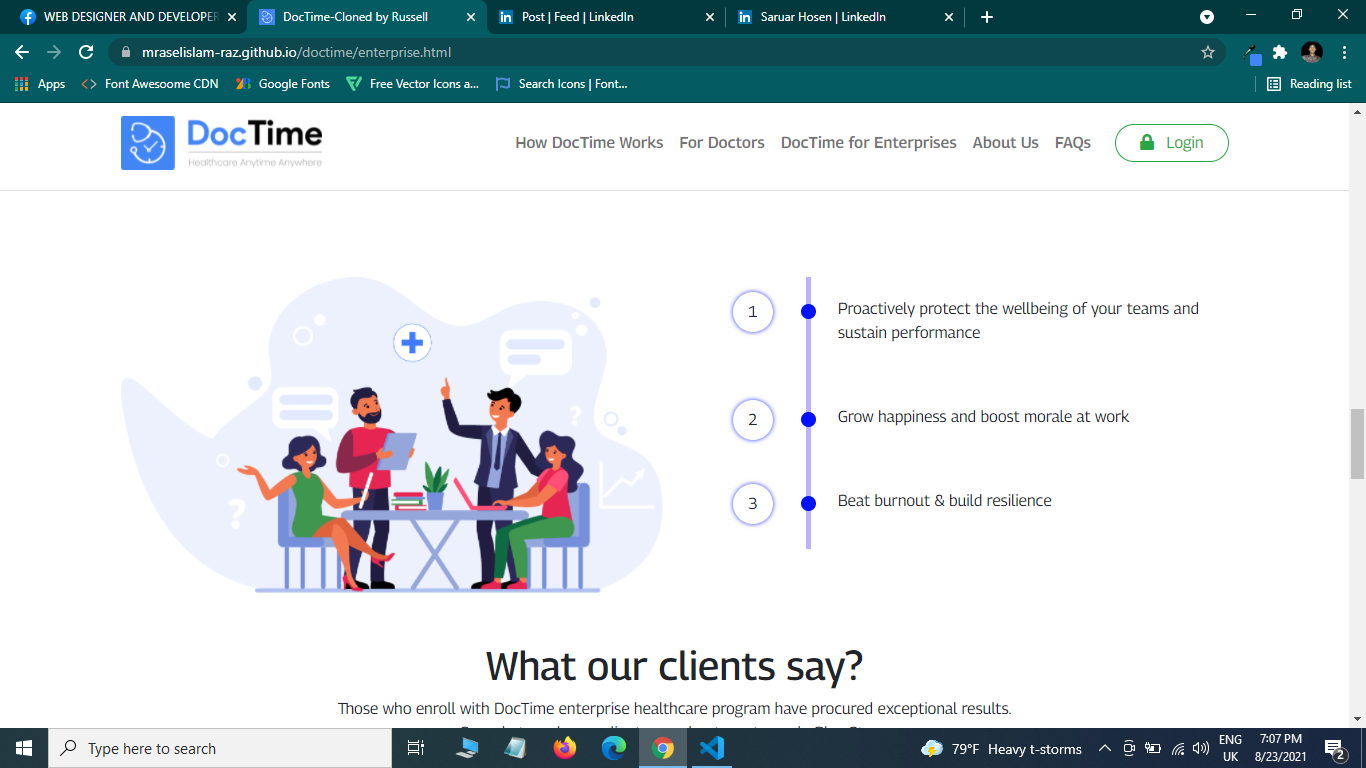 WEB DESIGNER AND DEVELOPER
DocTime-Cloned by Russell
Post | Feed | LinkedIn
Saruar Hosen | LinkedIn
mraselislam-raz.github.io/doctime/enterprise.html
Apps
Font Awesoome CDN
Google Fonts
Free Vector Icons a...
Search Icons | Font...
Reading list
DocTime
Healthcare Anytime Anywhere
How DocTime Works
For Doctors
DocTime for Enterprises
About Us
FAQs
Login
1
Proactively protect the wellbeing of your teams and
sustain performance
2
Grow happiness and boost morale at work
3
Beat burnout & build resilience
? ?
What our clients say?
Those who enroll with DocTime enterprise healthcare program have procured exceptional results.
Type here to search
79°F Heavy t-storms
ENG
UK
7:07 PM
8/23/2021
2